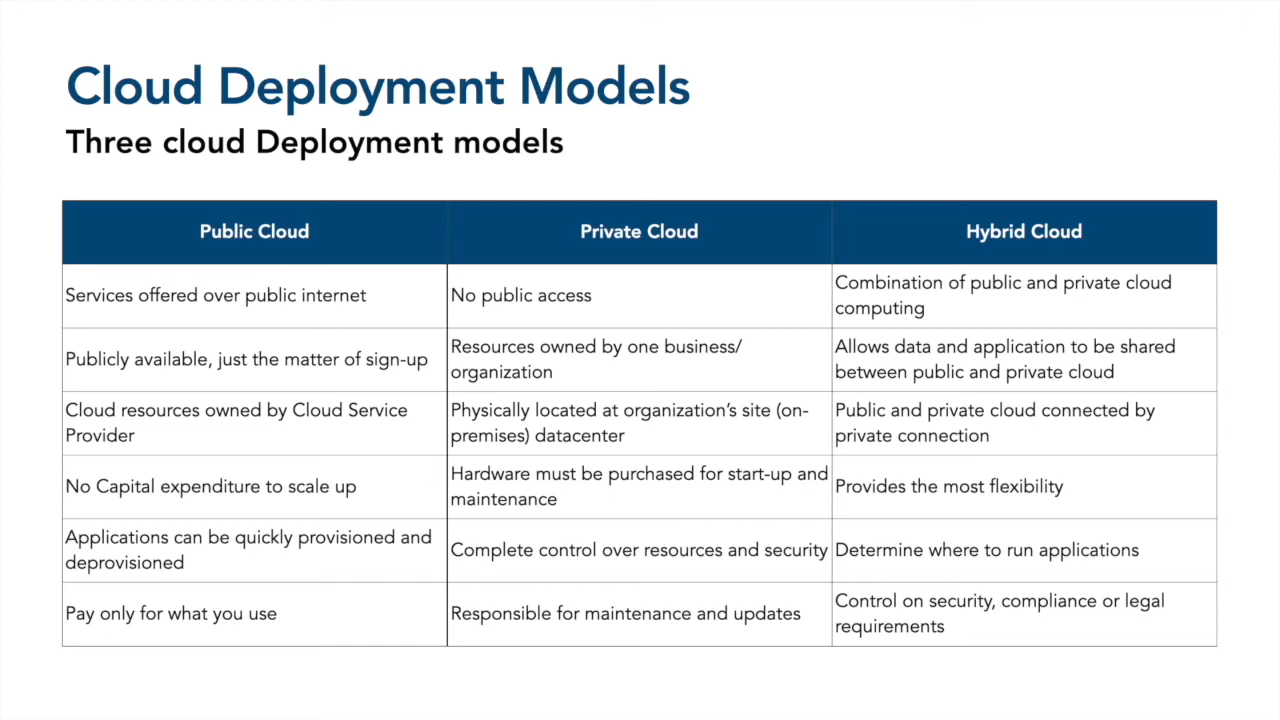 Cloud Deployment Models
Three cloud Deployment models
Public Cloud
Private Cloud
Hybrid Cloud
Services offered over public internet
No public access
Combination of public and private cloud
computing
Publicly available, just the matter of sign-up
Resources owned by one business/
organization
Allows data and application to be shared
between public and private cloud
Cloud resources owned by Cloud Service
Provider
Physically located at organization’s site (on-
premises) datacenter
Public and private cloud connected by
private connection
No Capital expenditure to scale up
Hardware must be purchased for start-up and
maintenance
Provides the most flexibility
Applications can be quickly provisioned and
deprovisioned
Complete control over resources and security
Determine where to run applications
Pay only for what you use
Responsible for maintenance and updates
Control on security, compliance or legal
requirements